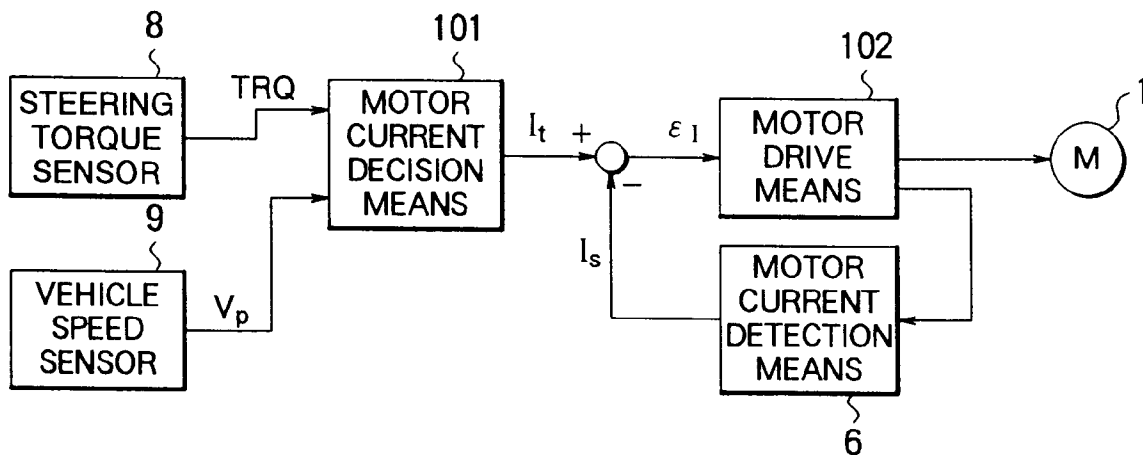 8
STEERING
TORQUE
SENSOR
TRQ
9
VEHICLE
SPEED
SENSOR
Vp
101
MOTOR
CURRENT
DECISION
MEANS
It
+
−
εI
Is
102
MOTOR
DRIVE
MEANS
1
M
MOTOR
CURRENT
DETECTION
MEANS
6